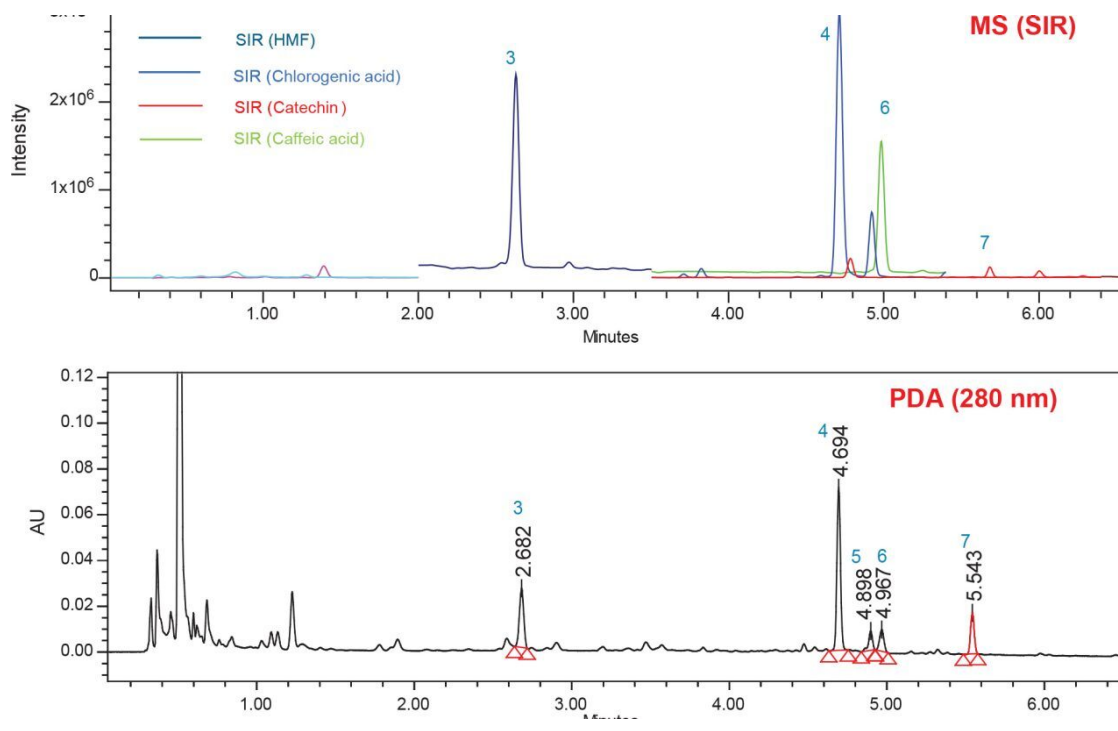 MS (SIR)
SIR (HMF)
SIR (Chlorogenic acid)
SIR (Catechin )
SIR (Caffeic acid)
3
4
6
7
Intensity
2x10⁶
1x10⁶
0
1.00 2.00 3.00 4.00 5.00 6.00
Minutes
PDA (280 nm)
0.12
0.10
0.08
0.06
0.04
0.02
0.00
AU
3
2.682
4
4.694
5
4.898
6
4.967
7
5.543
1.00 2.00 3.00 4.00 5.00 6.00
Minutes